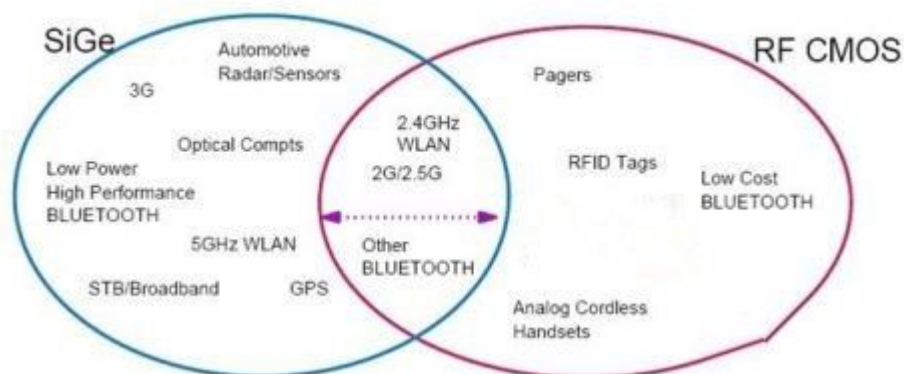 SiGe
RF CMOS
Automotive
Radar/Sensors
3G
Optical Compts
Low Power
High Performance
BLUETOOTH
5GHz WLAN
STB/Broadband
GPS
2.4GHz
WLAN
2G/2.5G
Other
BLUETOOTH
Pagers
RFID Tags
Low Cost
BLUETOOTH
Analog Cordless
Handsets